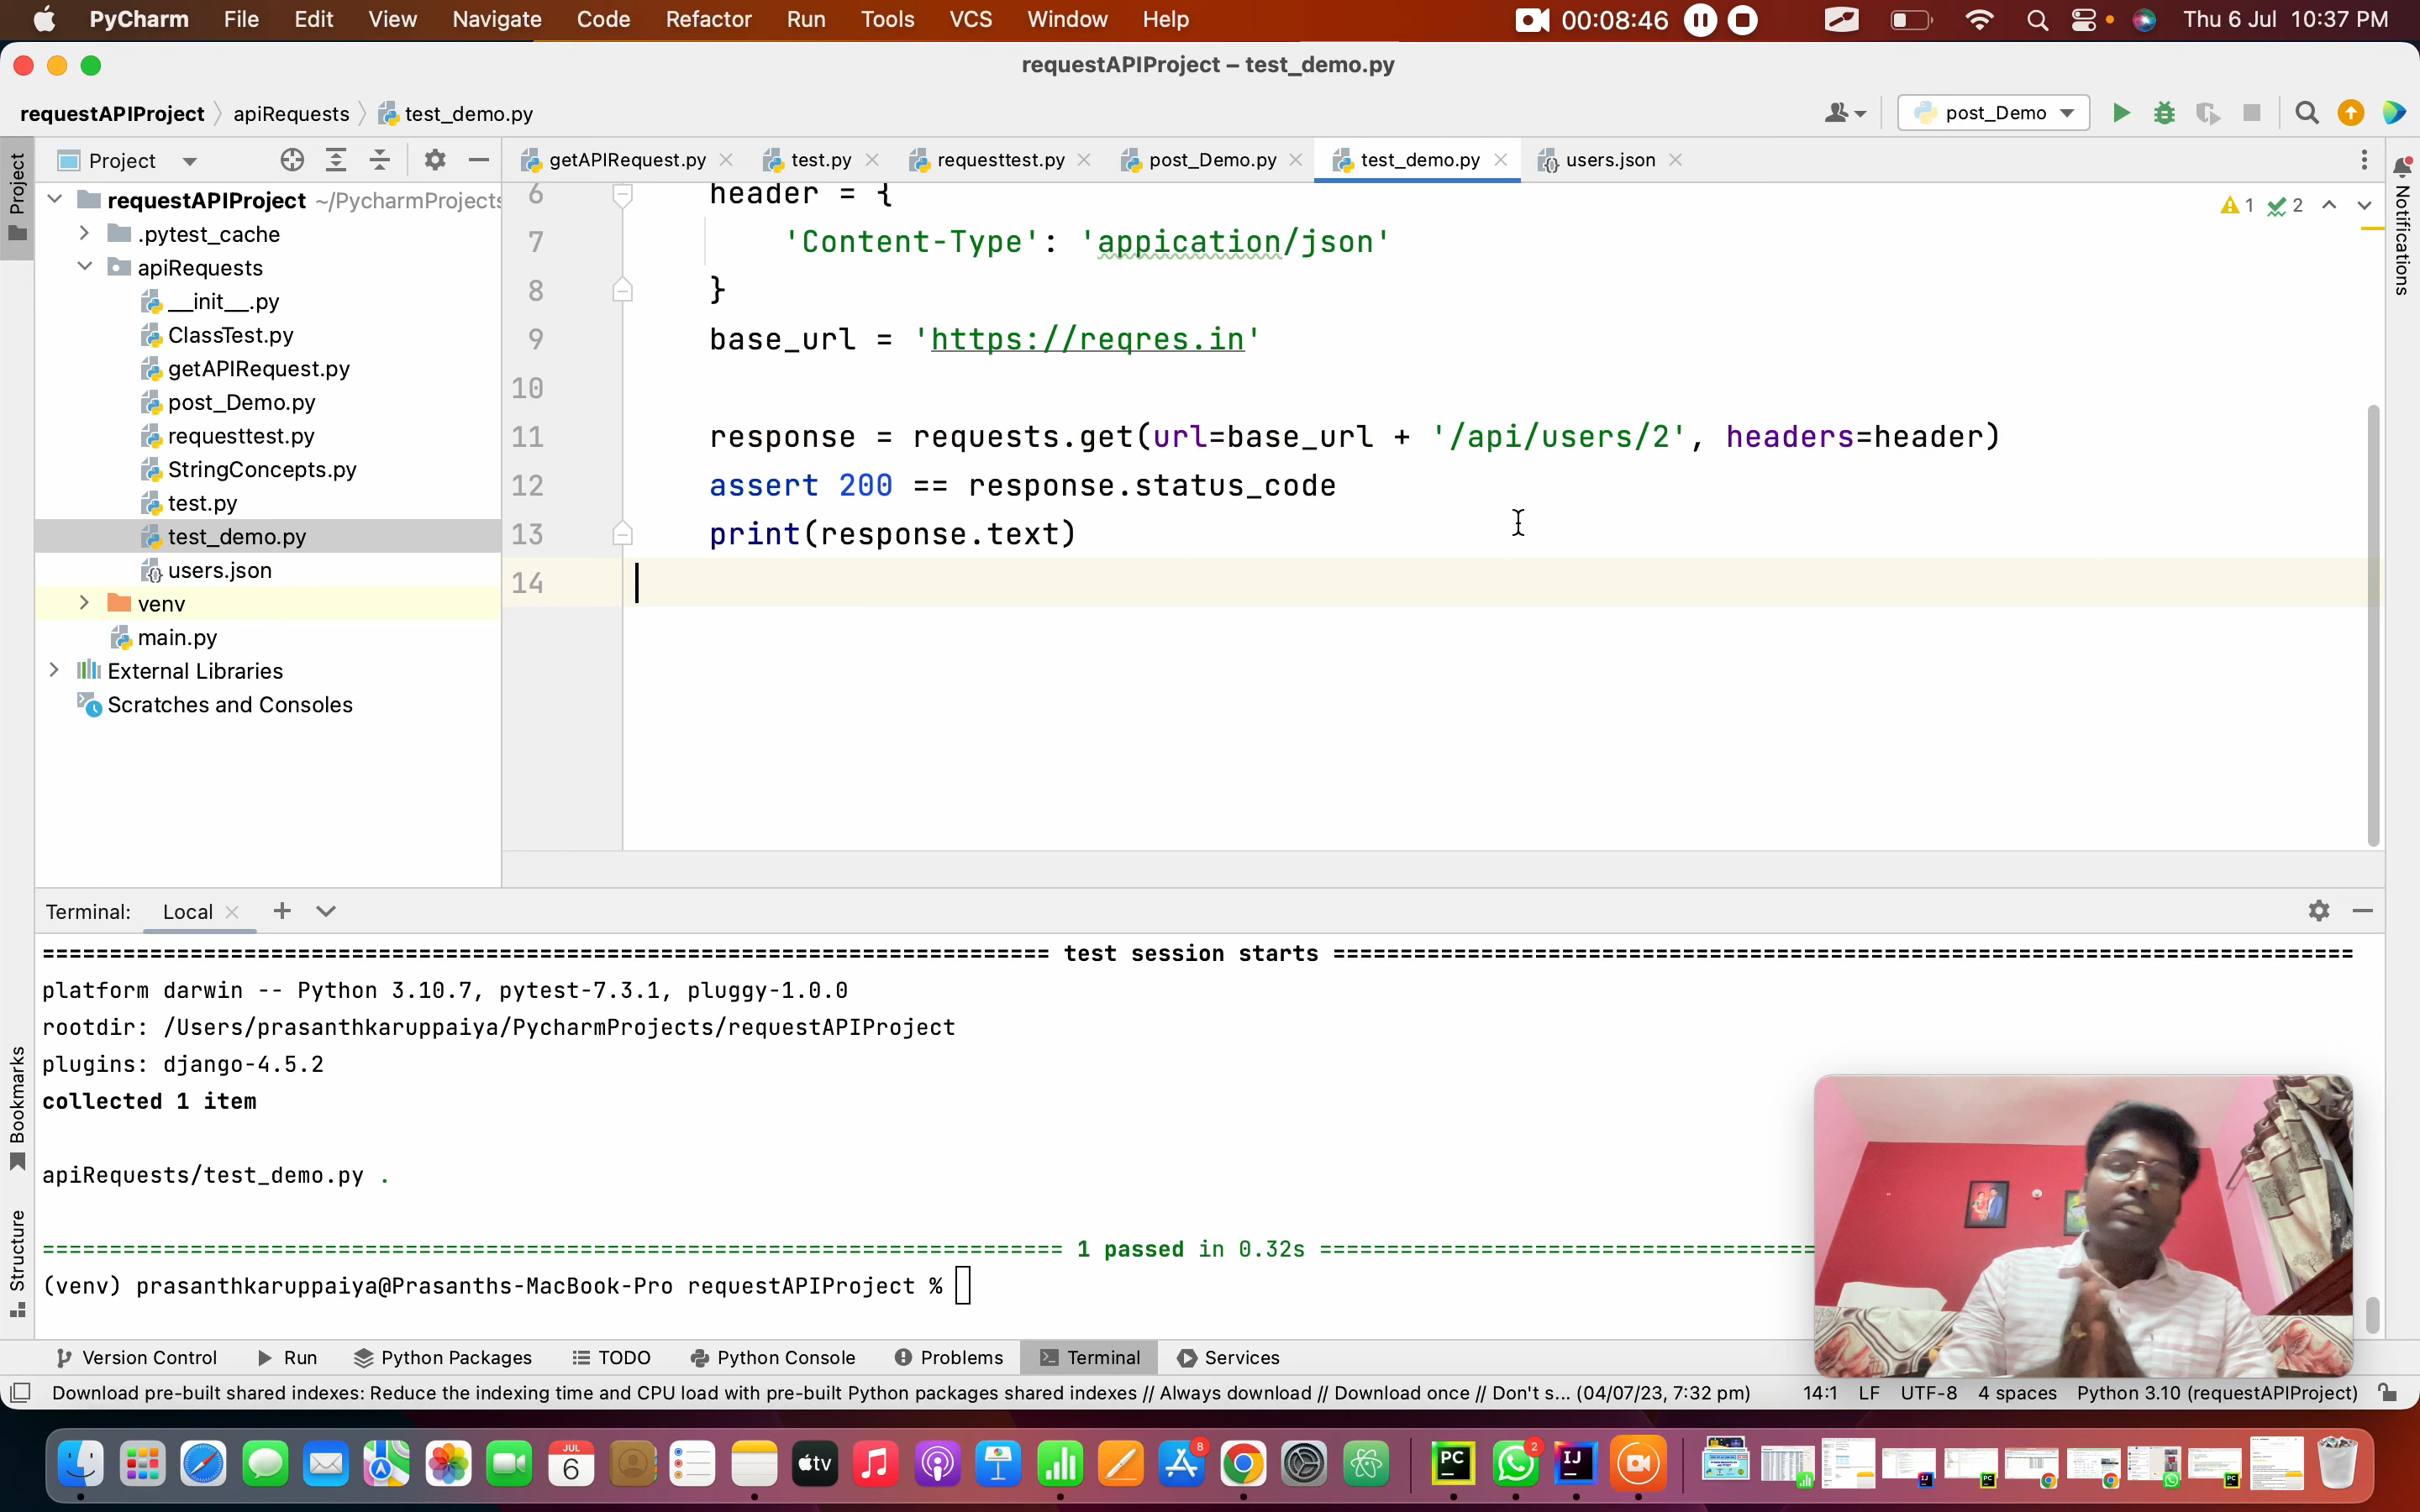 PyCharm File Edit View Navigate Code Refactor Run Tools VCS Window Help 00:08:46 Thu 6 Jul 10:37 PM
requestAPIProject – test_demo.py
requestAPIProject apiRequests test_demo.py post_Demo
Project getAPIRequest.py test.py requesttest.py post_Demo.py test_demo.py users.json
Project
Notifications
Bookmarks
Structure
requestAPIProject ~/PycharmProjects
.pytest_cache
apiRequests
__init__.py
ClassTest.py
getAPIRequest.py
post_Demo.py
requesttest.py
StringConcepts.py
test.py
test_demo.py
users.json
venv
main.py
External Libraries
Scratches and Consoles
1 2
6 header = {
7 'Content-Type': 'appication/json'
8 }
9 base_url = 'https://reqres.in'
10
11 response = requests.get(url=base_url + '/api/users/2', headers=header)
12 assert 200 == response.status_code
13 print(response.text)
14
Terminal: Local
=========================================================================== test session starts ============================================================================
platform darwin -- Python 3.10.7, pytest-7.3.1, pluggy-1.0.0
rootdir: /Users/prasanthkaruppaiya/PycharmProjects/requestAPIProject
plugins: django-4.5.2
collected 1 item
apiRequests/test_demo.py .
============================================================================ 1 passed in 0.32s =====================================
(venv) prasanthkaruppaiya@Prasanths-MacBook-Pro requestAPIProject %
Version Control Run Python Packages TODO Python Console Problems Terminal Services
Download pre-built shared indexes: Reduce the indexing time and CPU load with pre-built Python packages shared indexes // Always download // Download once // Don't s... (04/07/23, 7:32 pm) 14:1 LF UTF-8 4 spaces Python 3.10 (requestAPIProject)
JUL
6
tv
8
PC
2
IJ